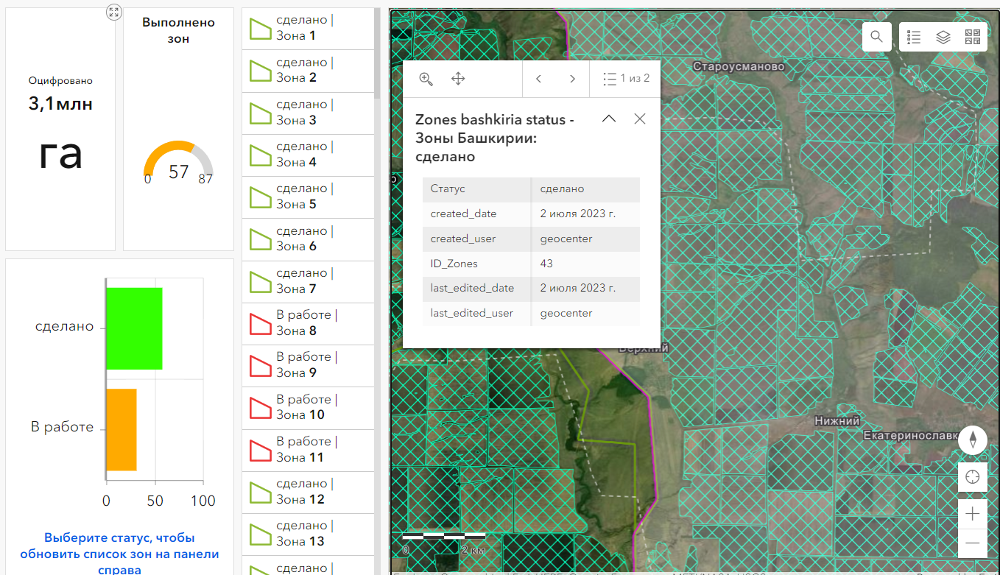 Оцифровано
3,1млн
га
Выполнено
зон
0
57
87
сделано
В работе
0
50
100
Выберите статус, чтобы
обновить список зон на панели
справа
сделано |
Зона 1
сделано |
Зона 2
сделано |
Зона 3
сделано |
Зона 4
сделано |
Зона 5
сделано |
Зона 6
сделано |
Зона 7
В работе |
Зона 8
В работе |
Зона 9
В работе |
Зона 10
В работе |
Зона 11
сделано |
Зона 12
сделано |
Зона 13
сделано |
1 из 2
Zones bashkiria status -
Зоны Башкирии:
сделано
Статус сделано
created_date 2 июля 2023 г.
created_user geocenter
ID_Zones 43
last_edited_date 2 июля 2023 г.
last_edited_user geocenter
Староусманово
Верхний
Нижний
Екатеринославк
0
2 км